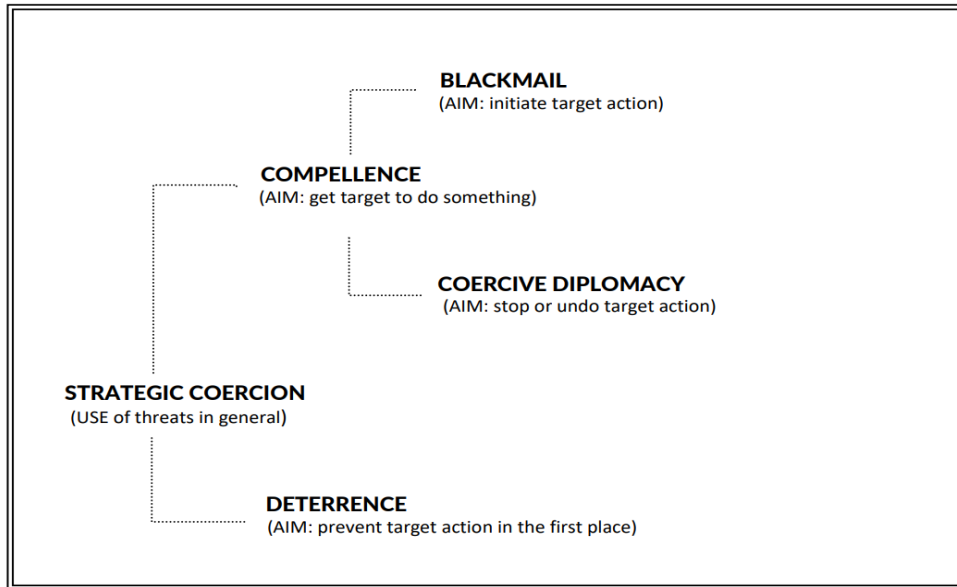 BLACKMAIL
(AIM: initiate target action)
COMPELLENCE
(AIM: get target to do something)
COERCIVE DIPLOMACY
(AIM: stop or undo target action)
STRATEGIC COERCION
(USE of threats in general)
DETERRENCE
(AIM: prevent target action in the first place)